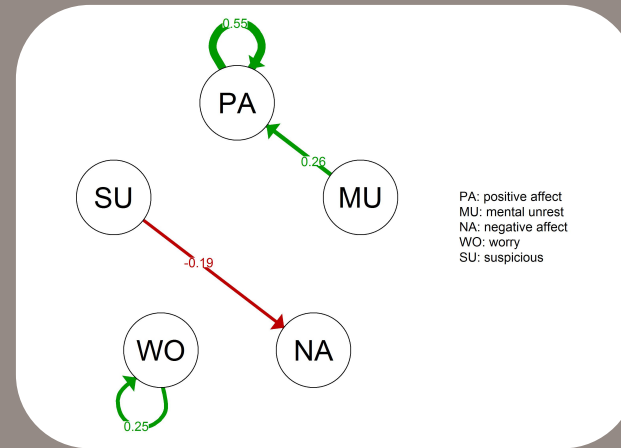 0.55
PA
0.26
SU
MU
-0.19
WO
NA
0.25
PA: positive affect
MU: mental unrest
NA: negative affect
WO: worry
SU: suspicious